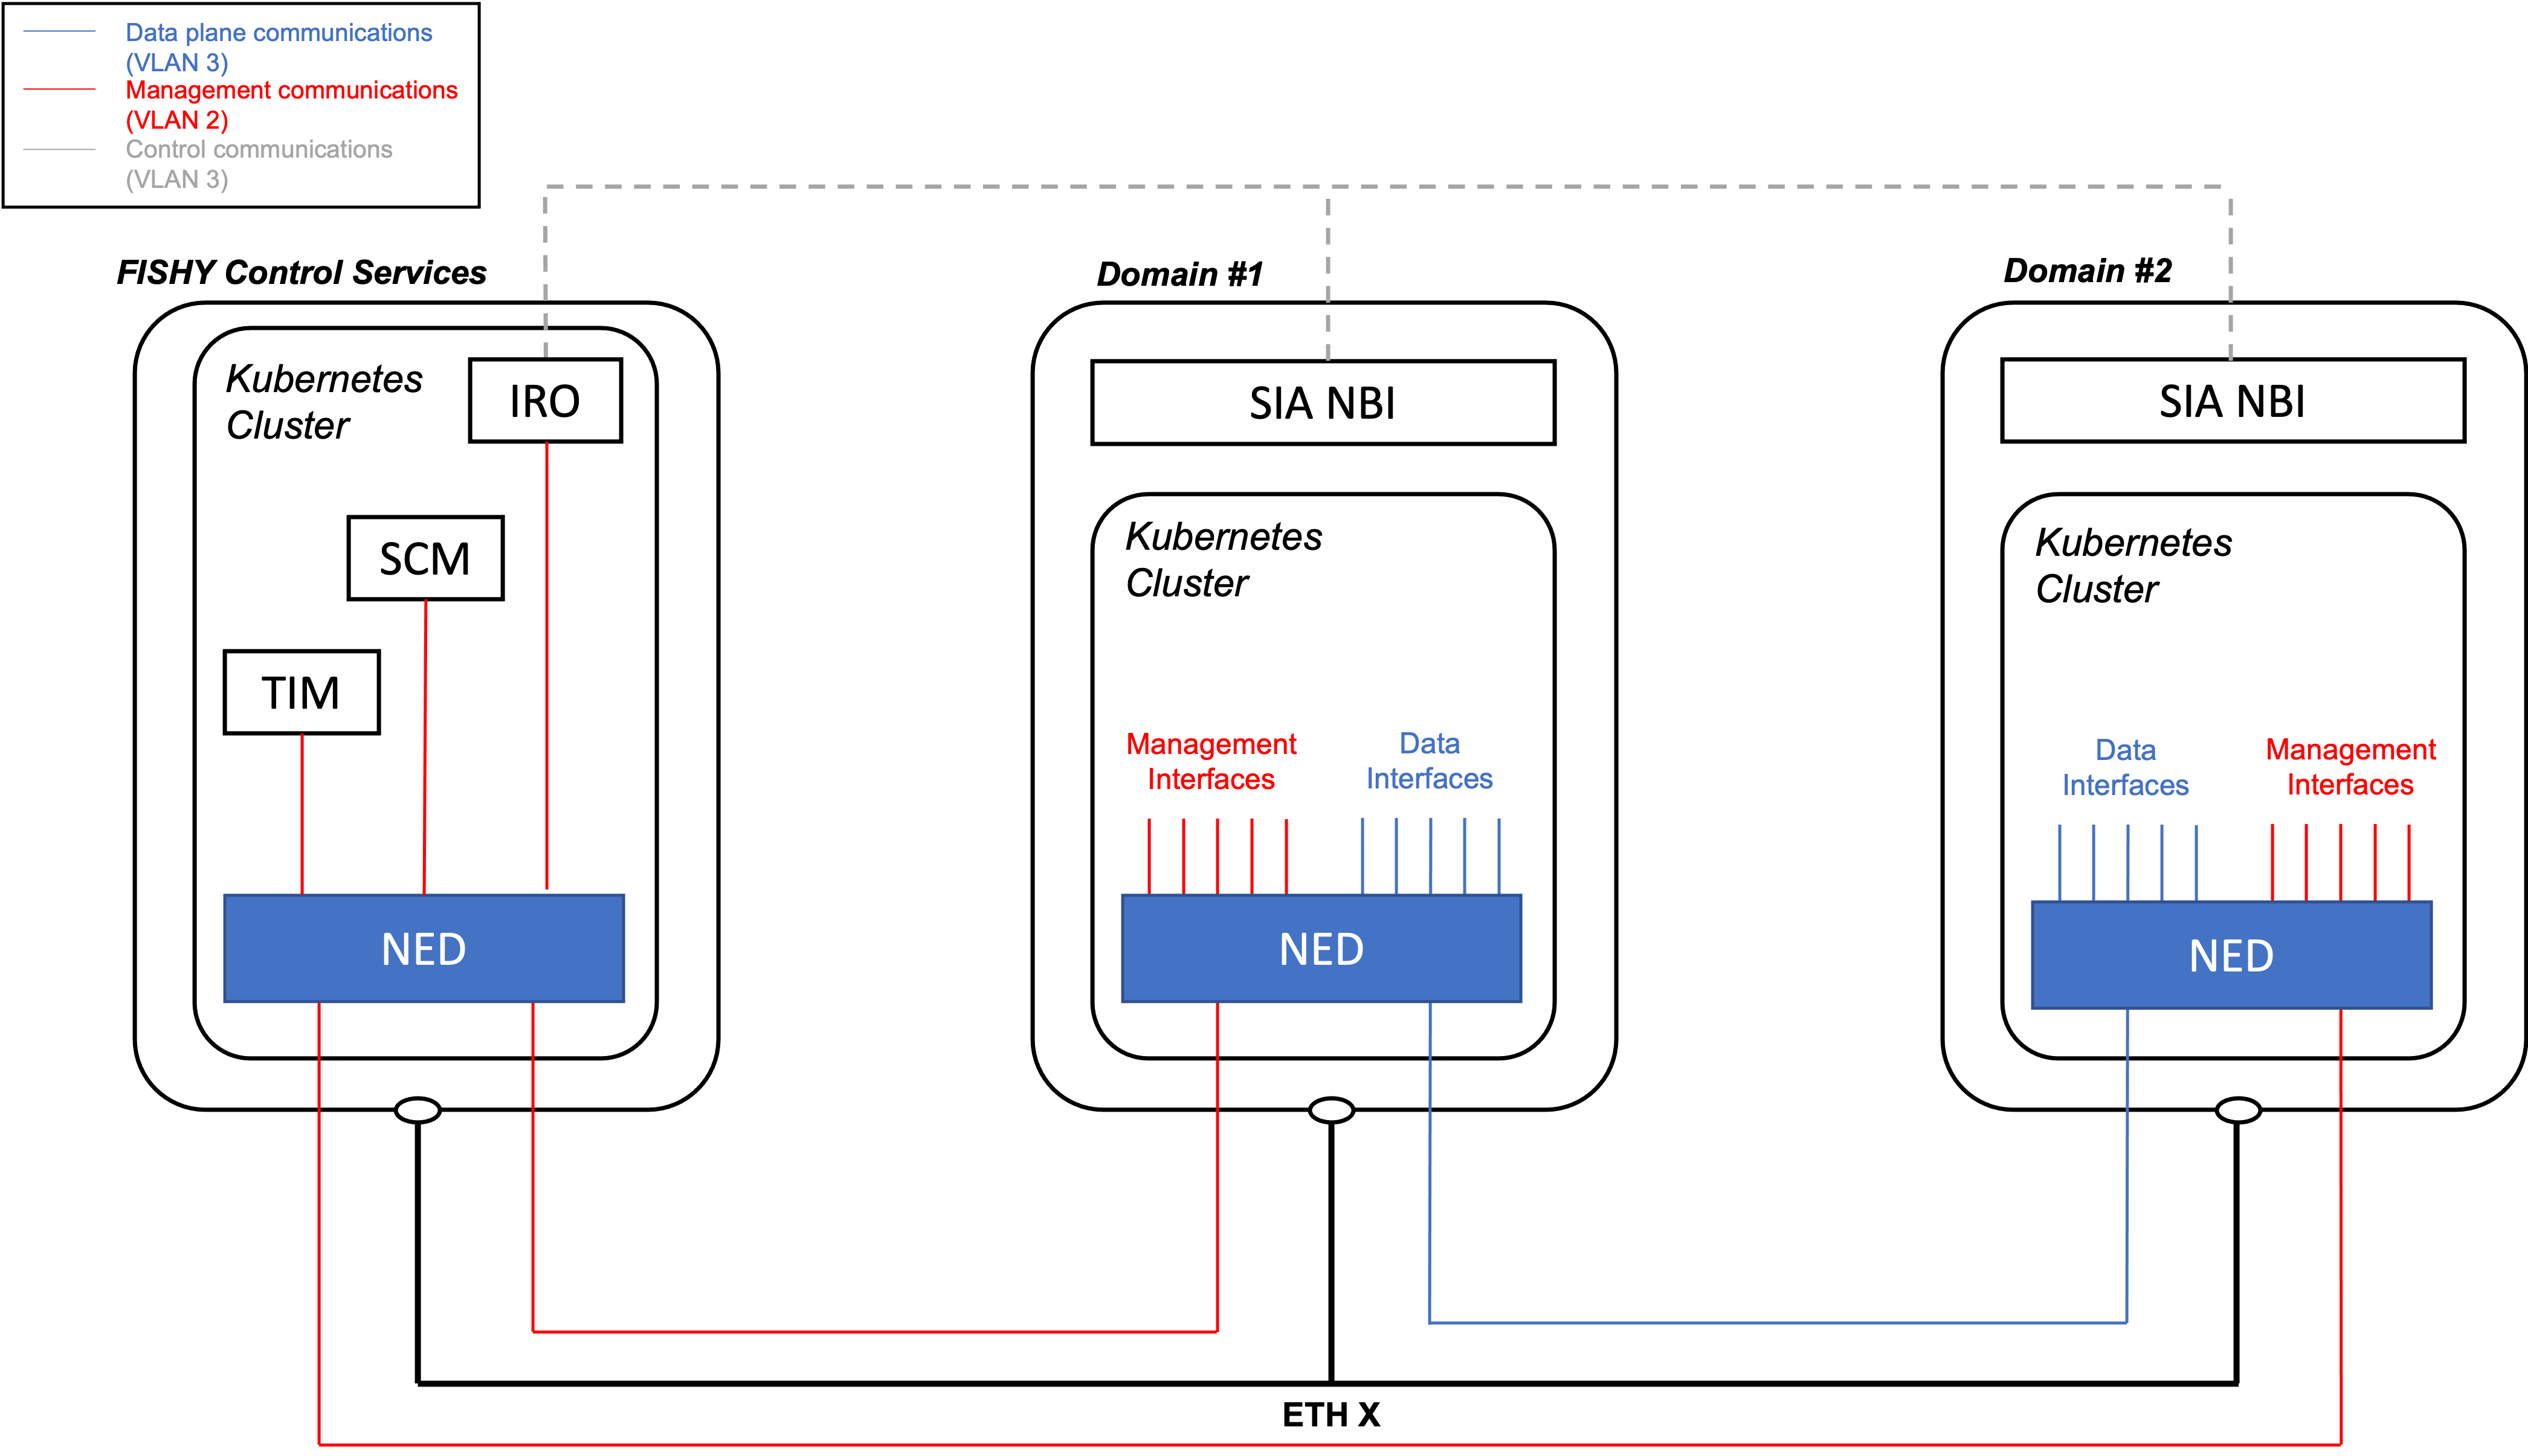 Data plane communications
(VLAN 3)
Management communications
(VLAN 2)
Control communications
(VLAN 3)
FISHY Control Services
Kubernetes
Cluster
IRO
SCM
TIM
NED
Domain #1
SIA NBI
Kubernetes
Cluster
Management
Interfaces
Data
Interfaces
NED
Domain #2
SIA NBI
Kubernetes
Cluster
Data
Interfaces
Management
Interfaces
NED
ETH X